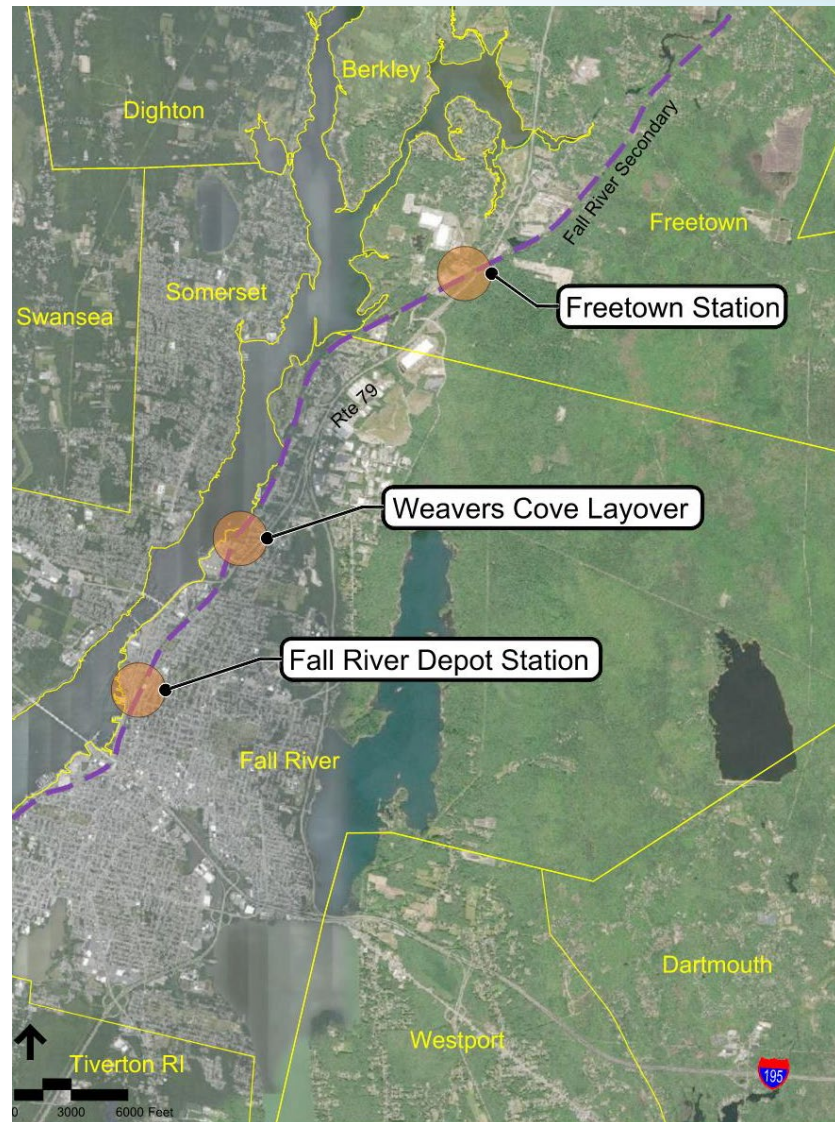 Berkley
Dighton
Fall River Secondary
Freetown
Somerset
Freetown Station
Swansea
Rte 79
Weavers Cove Layover
Fall River Depot Station
Fall River
Dartmouth
Westport
Tiverton RI
195
0 3000 6000 Feet